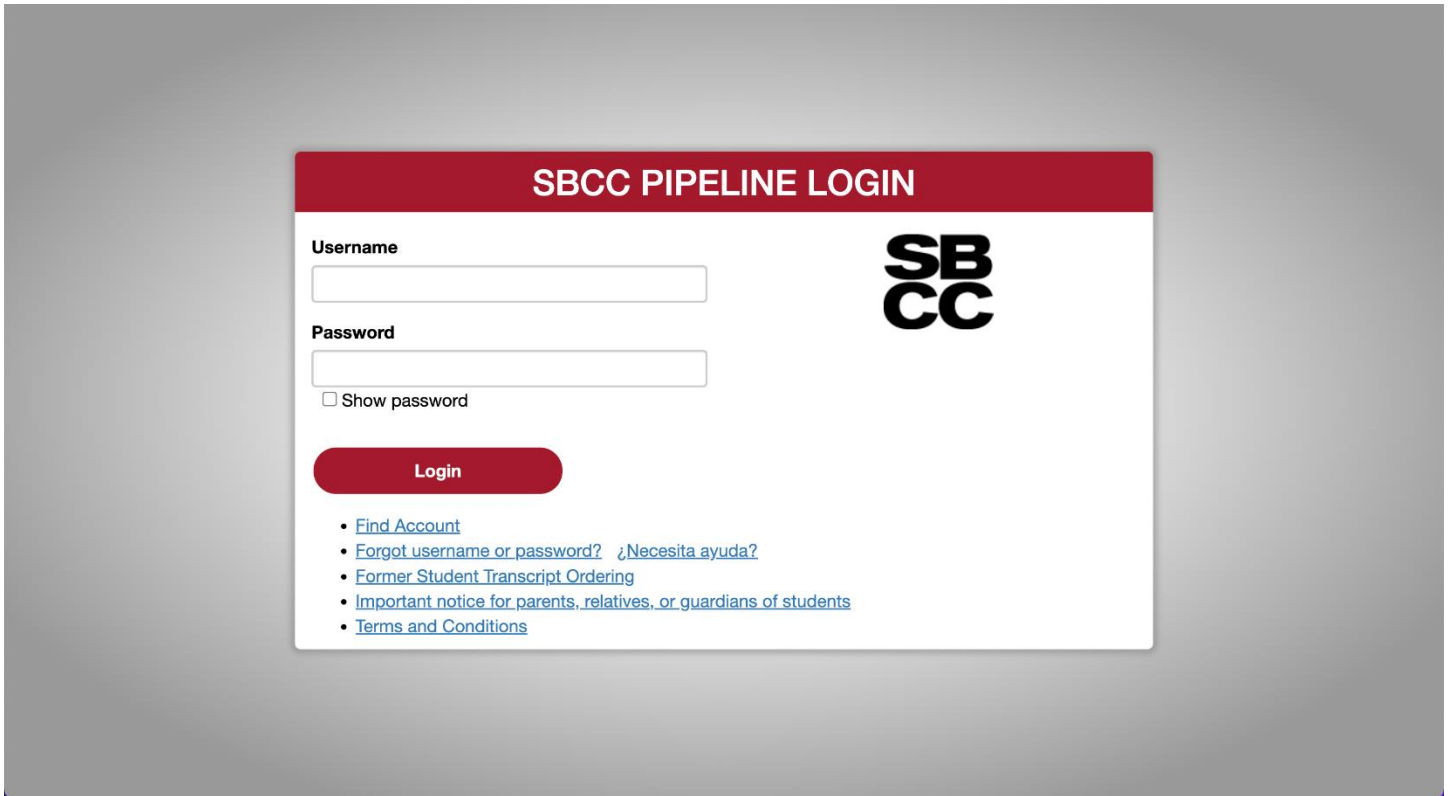 SBCC PIPELINE LOGIN
Username
SB
CC
Password
Show password
Login
Find Account
Forgot username or password? ¿Necesita ayuda?
Former Student Transcript Ordering
Important notice for parents, relatives, or guardians of students
Terms and Conditions